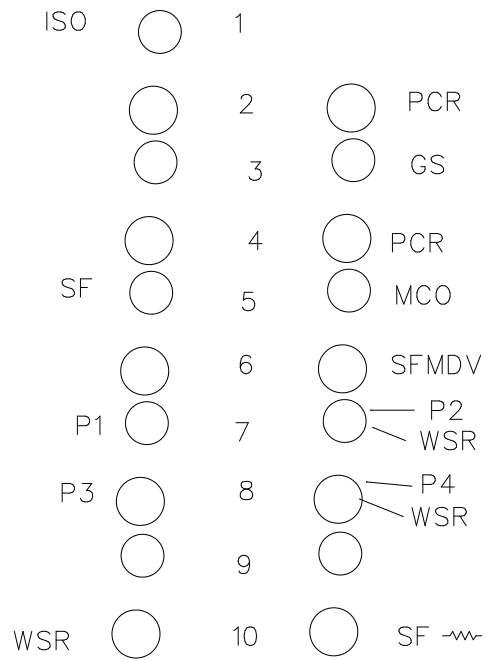 ISO 1
2 PCR
3 GS
4 PCR
SF 5 MCO
6 SFMDV
P1 7 P2
WSR
P3 8 P4
WSR
9
WSR 10 SF